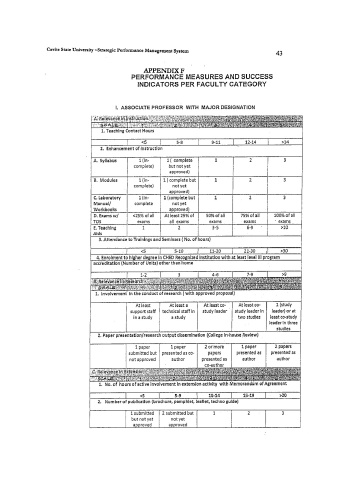 Cavite State University –Strategic Performance Management System
43
APPENDIX F
PERFORMANCE MEASURES AND SUCCESS
INDICATORS PER FACULTY CATEGORY
I. ASSOCIATE PROFESSOR WITH MAJOR DESIGNATION
A. Relevance in Instruction
1. Teaching Contact Hours
<5 5-8 9-11 12-14 >14
2. Enhancement of Instruction
A. Syllabus 1 (In-complete) 1 ( complete but not yet approved) 1 2 3
B. Modules 1 (In-complete) 1 ( complete but not yet approved) 1 2 3
C. Laboratory Manual/ Workbooks 1 (In-complete 1 (complete but not yet approved) 1 2 3
D. Exams w/ TOS <25% of all exams At least 25% of all exams 50% of all exams 75% of all exams 100% of all exams
E. Teaching Aids 1 2 3-5 6-9 >10
3. Attendance to Trainings and Seminars ( No. of hours)
<5 5-10 11-20 21-30 >30
4. Enrolment to higher degree in CHED Recognized Institution with at least level III program
accreditation (Number of Units) other than home
1-2 3 4-6 7-9 >9
B. Relevance in Research
1. Involvement in the conduct of research (with approved proposal)
At least support staff in a study At least a technical staff in a study At least co-study leader At least co-study leader in two studies 1 (study leader) or at least co-study leader in three studies
2. Paper presentation/research output dissemination (College In-house Review)
1 paper submitted but not approved 1 paper presented as co-author 2 or more papers presented as co-author 1 paper presented as author 2 papers presented as author
C. Relevance in Extension
1. No. of hours of active involvement in extension activity with Memorandum of Agreement
<5 5-9 10-14 15-19 >20
2. Number of publication (brochure, pamphlet, leaflet, techno guide)
1 submitted but not yet approved 2 submitted but not yet approved 1 2 3